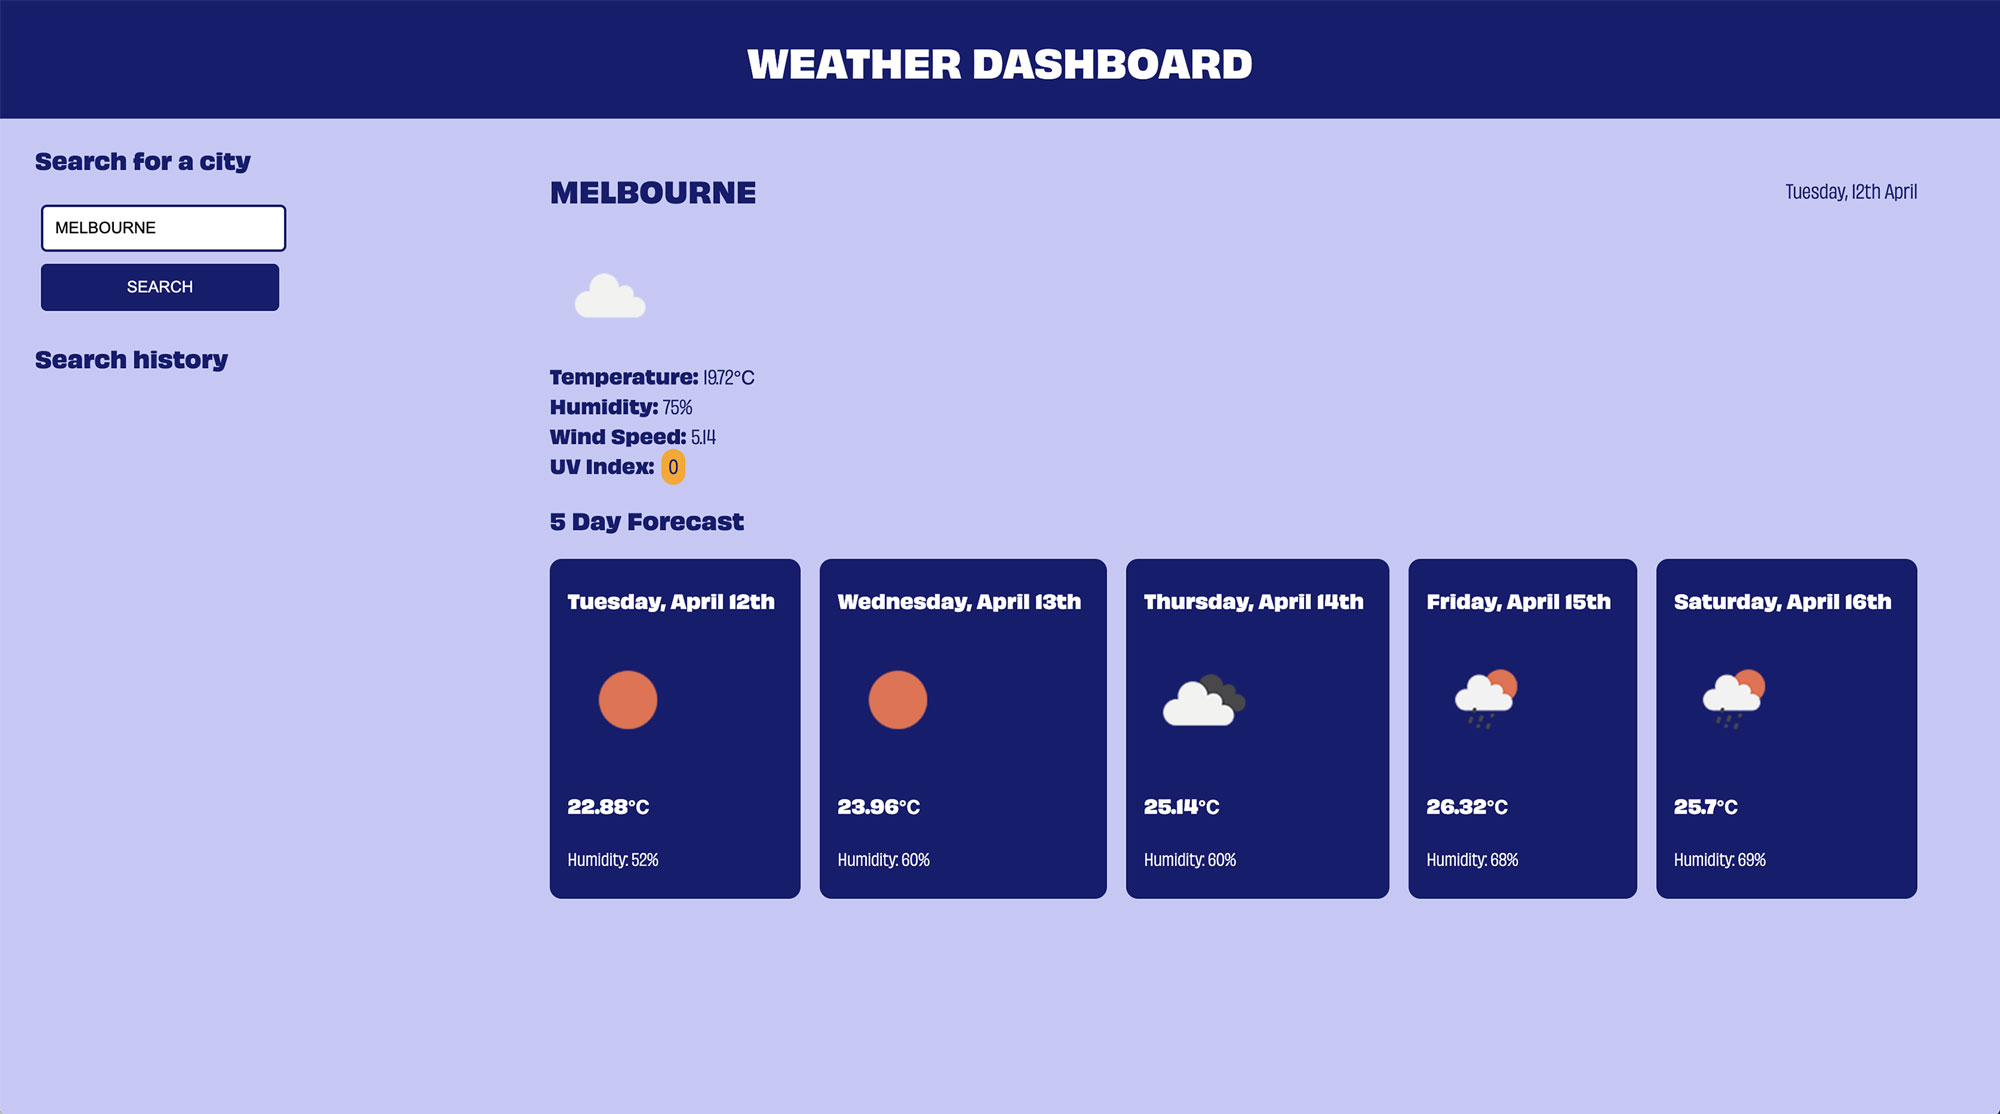 WEATHER DASHBOARD
Search for a city
MELBOURNE
SEARCH
Search history
MELBOURNE
Tuesday, 12th April
Temperature: 19.72°C
Humidity: 75%
Wind Speed: 5.14
UV Index: 0
5 Day Forecast
Tuesday, April 12th
22.88°C
Humidity: 52%
Wednesday, April 13th
23.96°C
Humidity: 60%
Thursday, April 14th
25.14°C
Humidity: 60%
Friday, April 15th
26.32°C
Humidity: 68%
Saturday, April 16th
25.7°C
Humidity: 69%